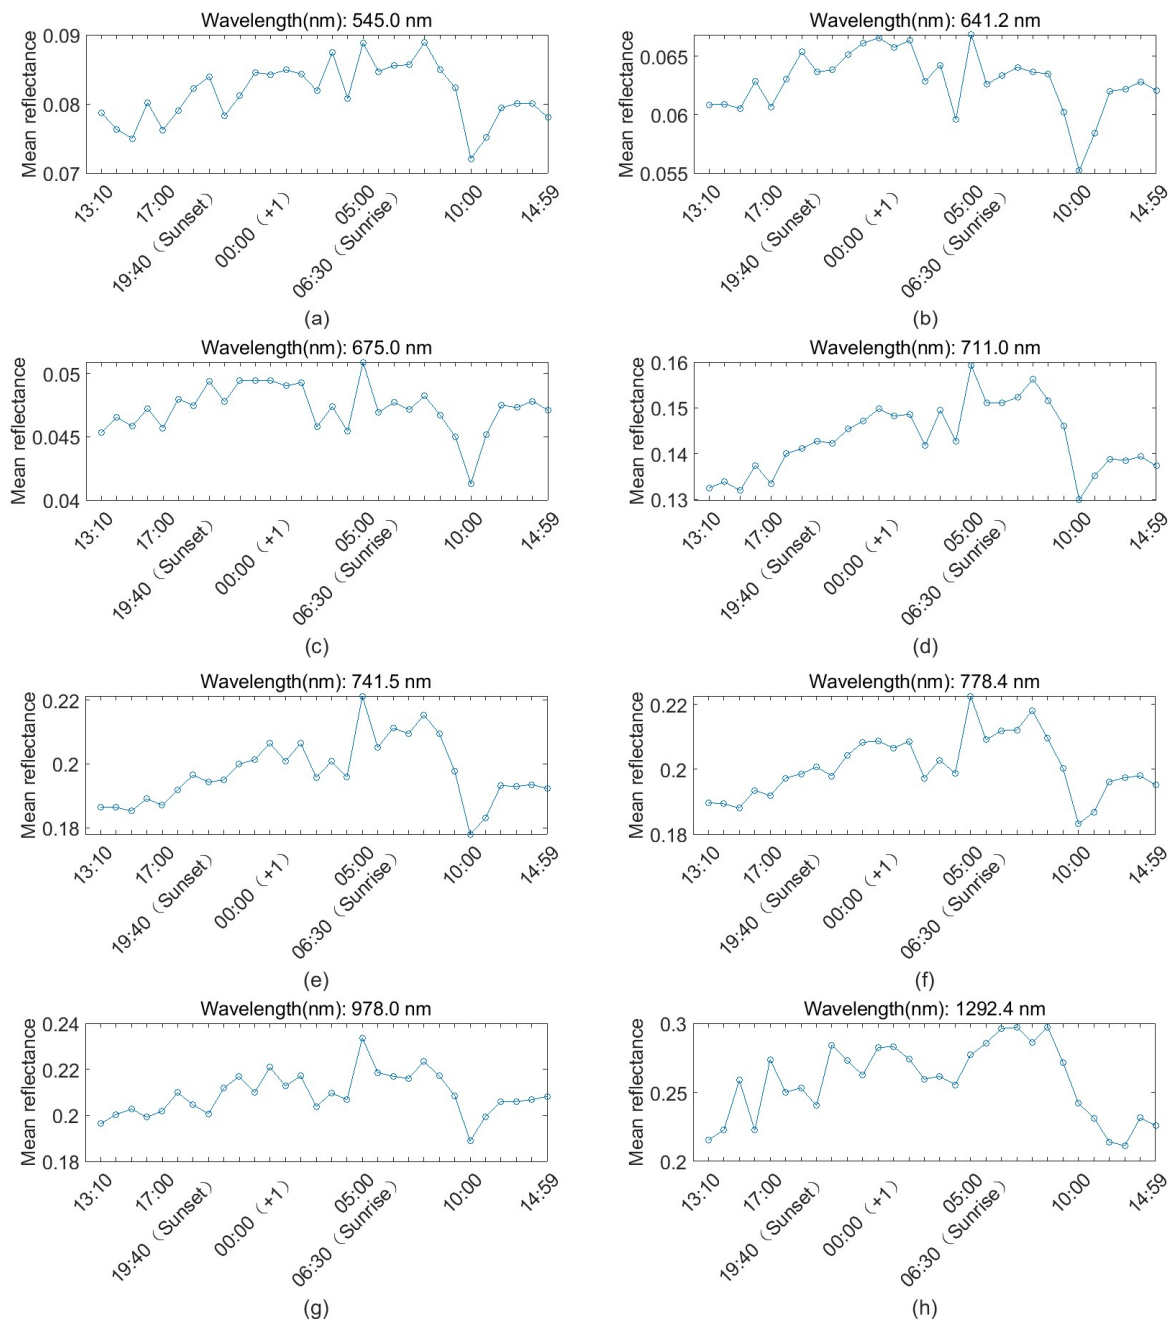 Wavelength(nm): 545.0 nm
Mean reflectance
0.09
0.08
0.07
13:10
17:00
19:40（Sunset）
00:00（+1）
05:00
06:30（Sunrise）
10:00
14:59
(a)
Wavelength(nm): 641.2 nm
Mean reflectance
0.065
0.06
0.055
13:10
17:00
19:40（Sunset）
00:00（+1）
05:00
06:30（Sunrise）
10:00
14:59
(b)
Wavelength(nm): 675.0 nm
Mean reflectance
0.05
0.045
0.04
13:10
17:00
19:40（Sunset）
00:00（+1）
05:00
06:30（Sunrise）
10:00
14:59
(c)
Wavelength(nm): 711.0 nm
Mean reflectance
0.16
0.15
0.14
0.13
13:10
17:00
19:40（Sunset）
00:00（+1）
05:00
06:30（Sunrise）
10:00
14:59
(d)
Wavelength(nm): 741.5 nm
Mean reflectance
0.22
0.2
0.18
13:10
17:00
19:40（Sunset）
00:00（+1）
05:00
06:30（Sunrise）
10:00
14:59
(e)
Wavelength(nm): 778.4 nm
Mean reflectance
0.22
0.2
0.18
13:10
17:00
19:40（Sunset）
00:00（+1）
05:00
06:30（Sunrise）
10:00
14:59
(f)
Wavelength(nm): 978.0 nm
Mean reflectance
0.24
0.22
0.2
0.18
13:10
17:00
19:40（Sunset）
00:00（+1）
05:00
06:30（Sunrise）
10:00
14:59
(g)
Wavelength(nm): 1292.4 nm
Mean reflectance
0.3
0.25
0.2
13:10
17:00
19:40（Sunset）
00:00（+1）
05:00
06:30（Sunrise）
10:00
14:59
(h)